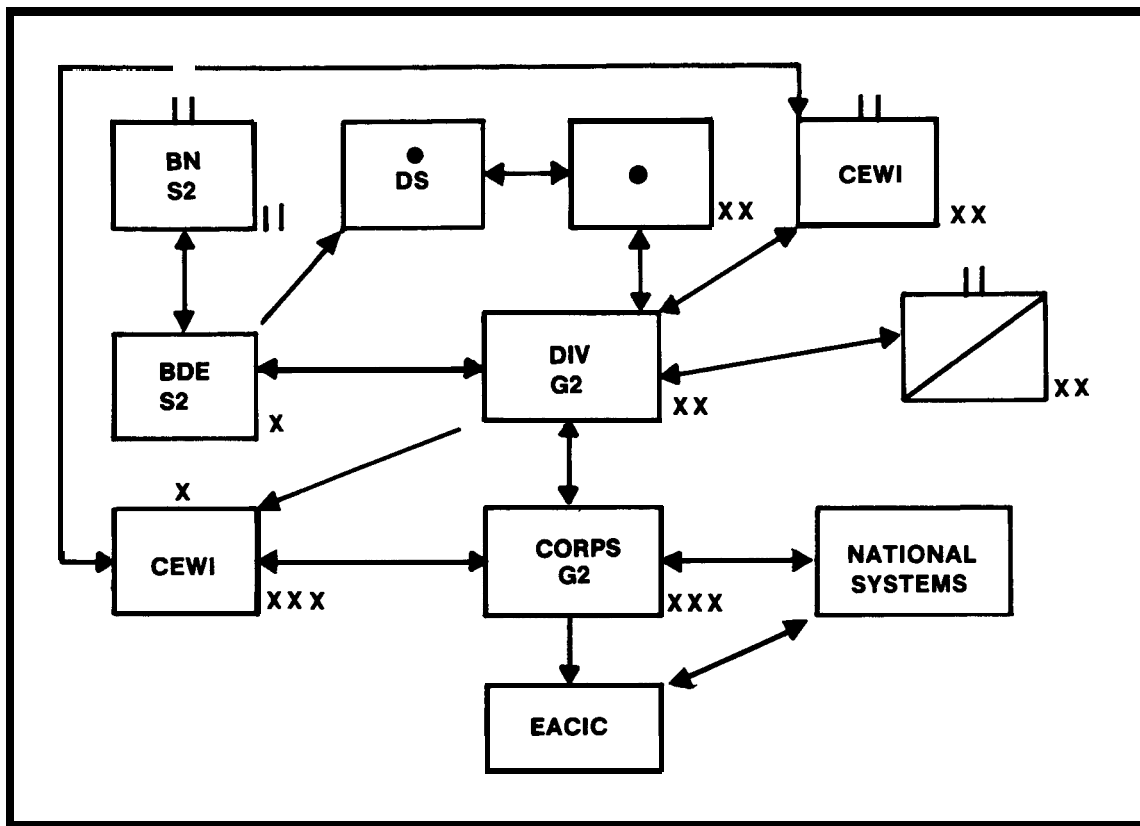 BN
S2
DS
CEWI
XX
XX
BDE
S2
X
DIV
G2
XX
XX
X
CEWI
XXX
CORPS
G2
XXX
NATIONAL
SYSTEMS
EACIC